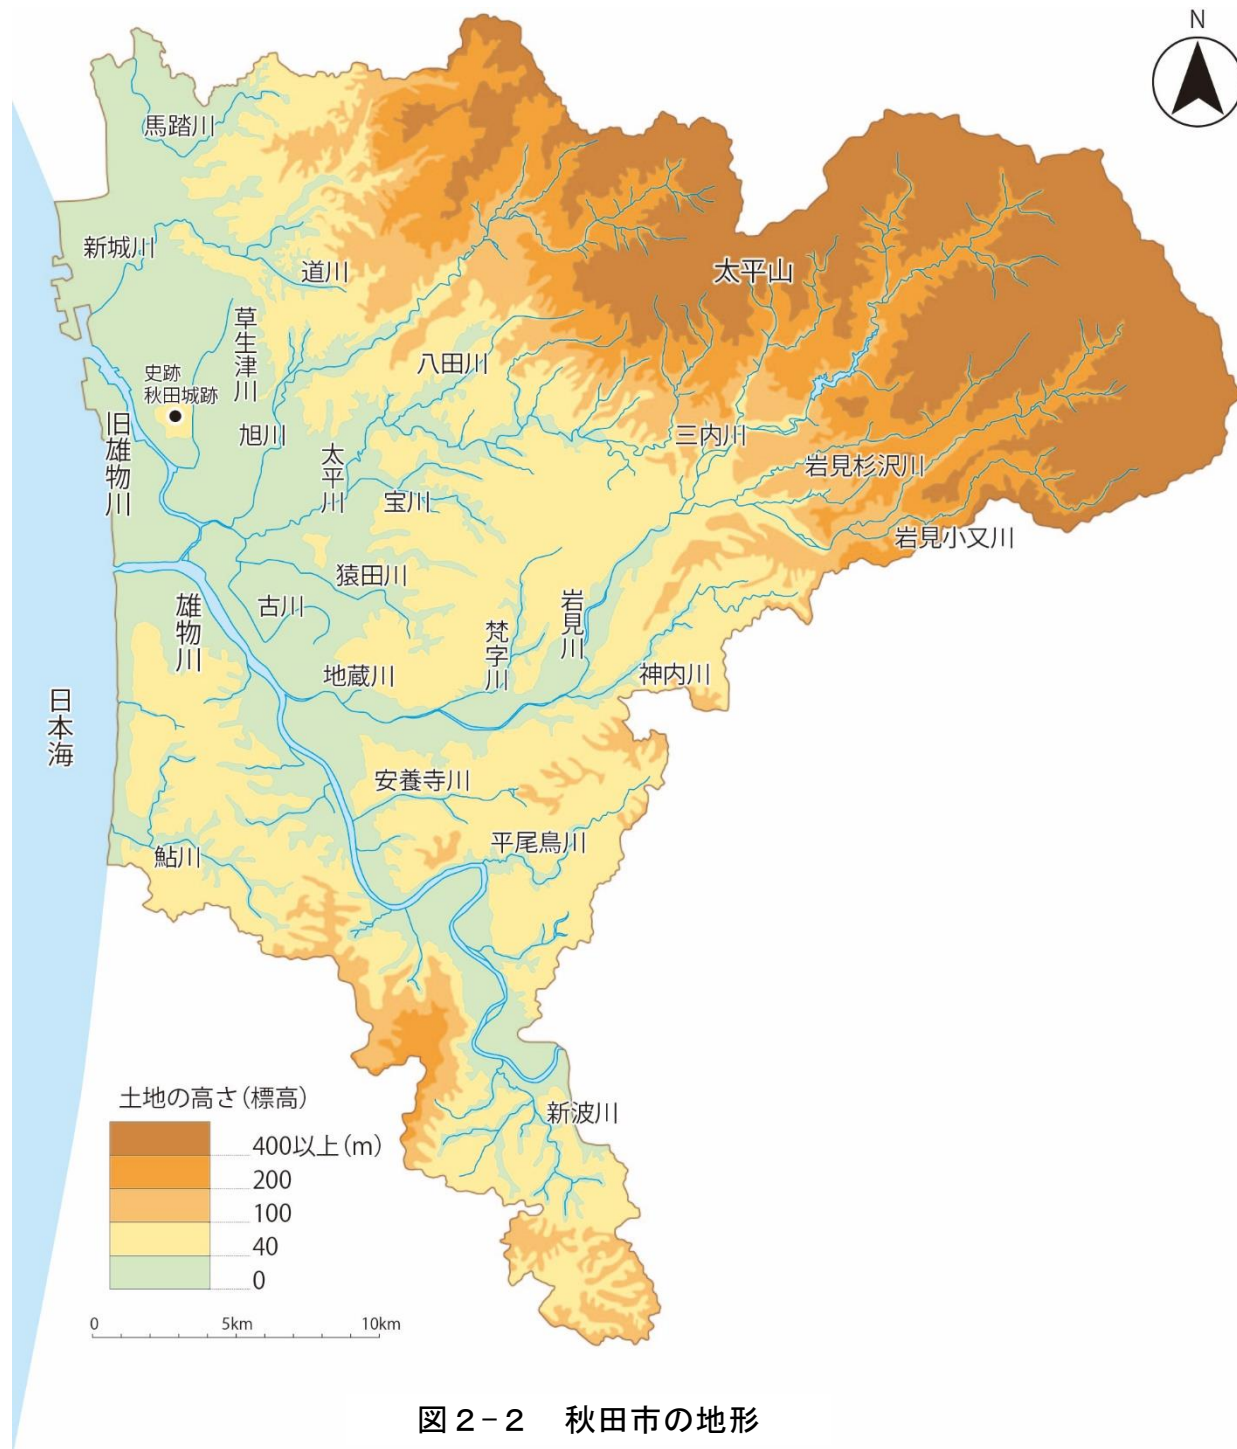 N
馬踏川
新城川
道川
太平山
草生津川
八田川
史跡
秋田城跡
旧雄物川
旭川
太平川
三内川
岩見杉沢川
宝川
岩見小又川
猿田川
古川
雄物川
岩見川
梵字川
地蔵川
神内川
日本海
安養寺川
平尾鳥川
鮎川
新波川
土地の高さ(標高)
400以上(m)
200
100
40
0
0 5km 10km
図2-2 秋田市の地形